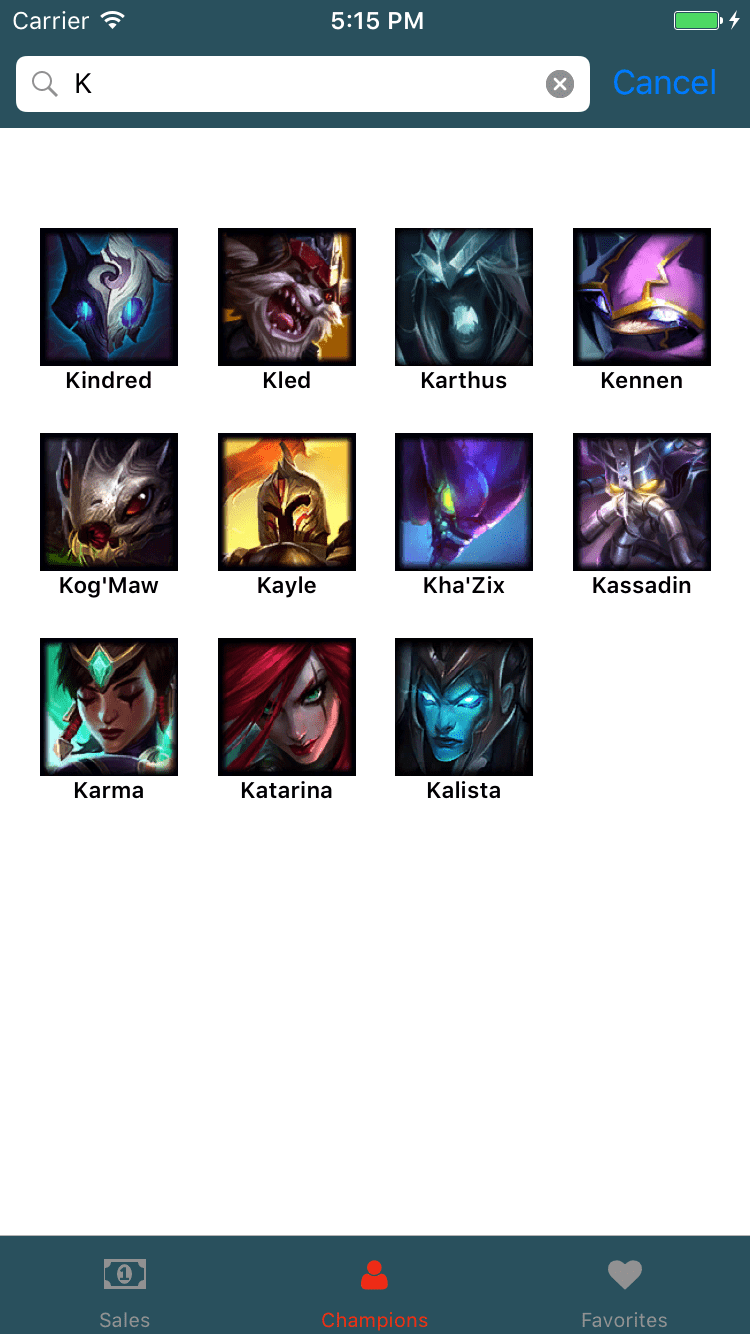 Carrier 5:15 PM
K Cancel
Kindred Kled Karthus Kennen
Kog'Maw Kayle Kha'Zix Kassadin
Karma Katarina Kalista
1
Sales Champions Favorites